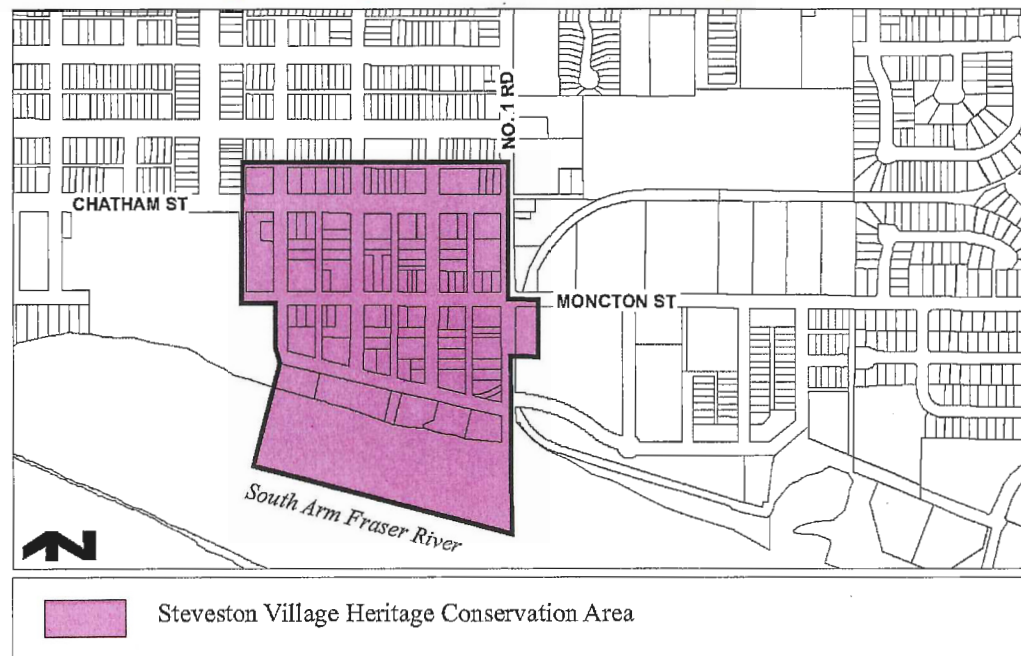 NO. 1 RD
CHATHAM ST
MONCTON ST
South Arm Fraser River
N
Steveston Village Heritage Conservation Area